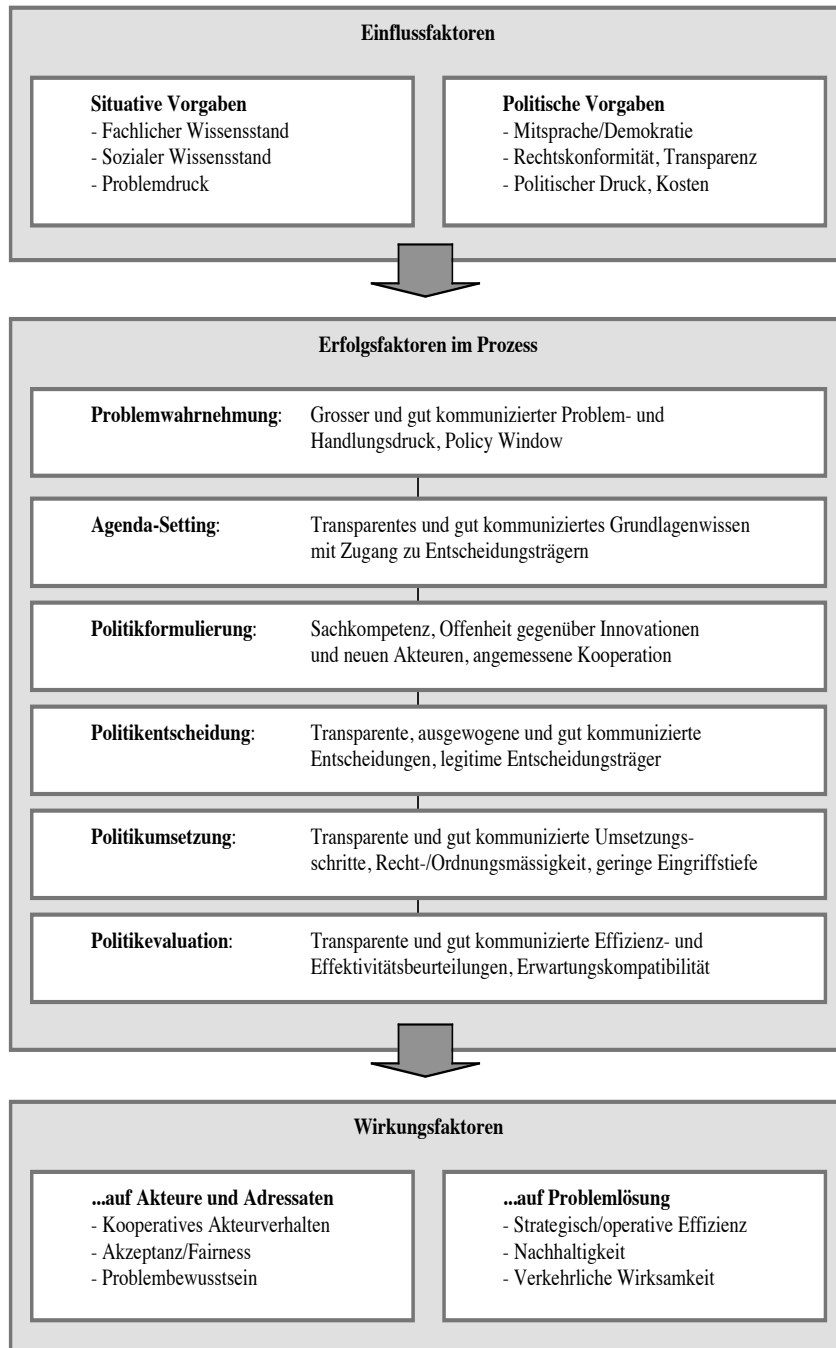 Einflussfaktoren
Situative Vorgaben
- Fachlicher Wissensstand
- Sozialer Wissensstand
- Problemdruck
Politische Vorgaben
- Mitsprache/Demokratie
- Rechtskonformität, Transparenz
- Politischer Druck, Kosten
Erfolgsfaktoren im Prozess
Problemwahrnehmung: Grosser und gut kommunizierter Problem- und
Handlungsdruck, Policy Window
Agenda-Setting: Transparentes und gut kommuniziertes Grundlagenwissen
mit Zugang zu Entscheidungsträgern
Politikformulierung: Sachkompetenz, Offenheit gegenüber Innovationen
und neuen Akteuren, angemessene Kooperation
Politikentscheidung: Transparente, ausgewogene und gut kommunizierte
Entscheidungen, legitime Entscheidungsträger
Politikumsetzung: Transparente und gut kommunizierte Umsetzungs-
schritte, Recht-/Ordnungsmässigkeit, geringe Eingriffstiefe
Politikevaluation: Transparente und gut kommunizierte Effizienz- und
Effektivitätsbeurteilungen, Erwartungskompatibilität
Wirkungsfaktoren
...auf Akteure und Adressaten
- Kooperatives Akteurverhalten
- Akzeptanz/Fairness
- Problembewusstsein
...auf Problemlösung
- Strategisch/operative Effizienz
- Nachhaltigkeit
- Verkehrliche Wirksamkeit